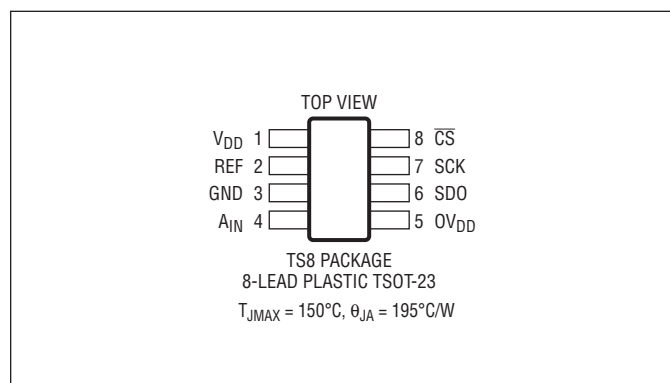 TOP VIEW
VDD 1
REF 2
GND 3
AIN 4
8 C̅S̅
7 SCK
6 SDO
5 OVDD
TS8 PACKAGE
8-LEAD PLASTIC TSOT-23
TJMAX = 150°C, θJA = 195°C/W